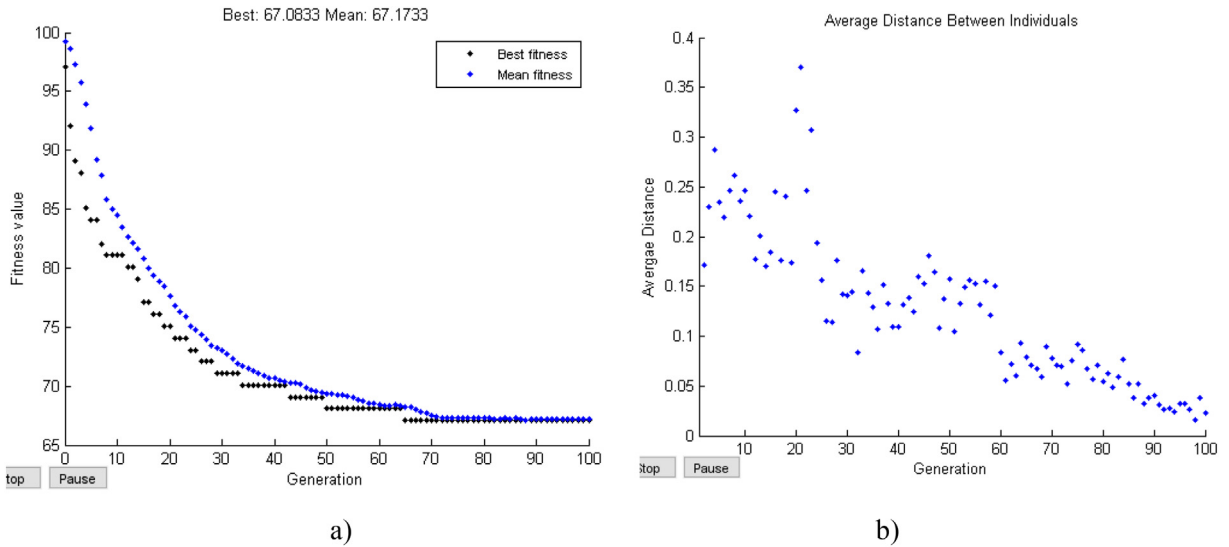 Best: 67.0833 Mean: 67.1733
100
95
90
85
80
75
70
65
Fitness value
Best fitness
Mean fitness
0 10 20 30 40 50 60 70 80 90 100
Generation
top Pause
a)
Average Distance Between Individuals
0.4
0.35
0.3
0.25
0.2
0.15
0.1
0.05
0
Avergae Distance
10 20 30 40 50 60 70 80 90 100
Generation
Stop Pause
b)